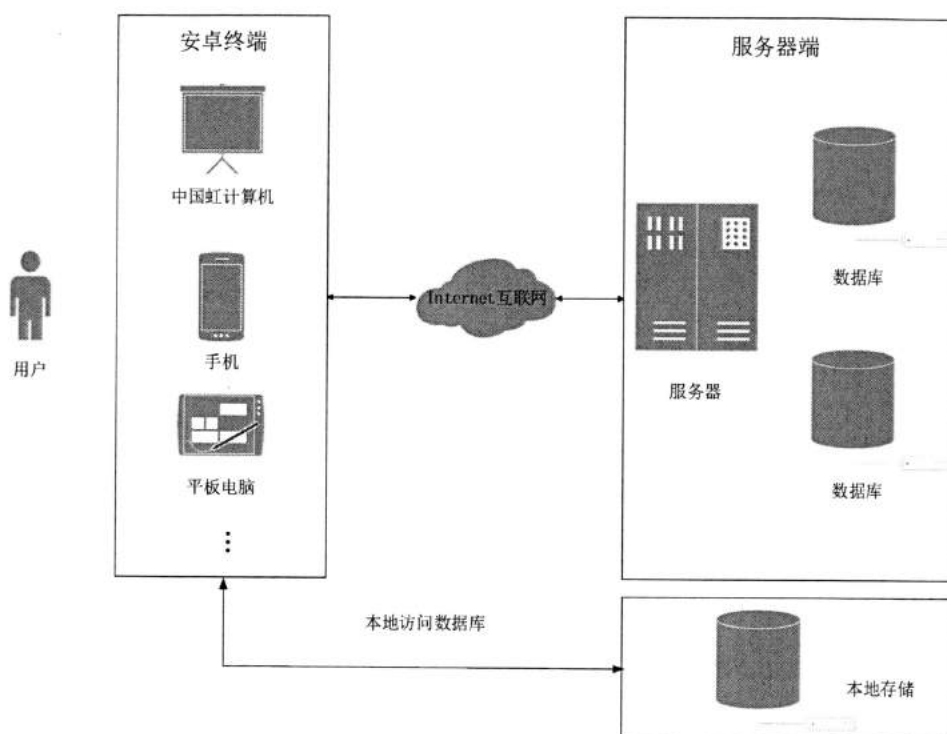 安卓终端
中国虹计算机
手机
平板电脑
用户
Internet互联网
服务器端
服务器
数据库
数据库
本地访问数据库
本地存储